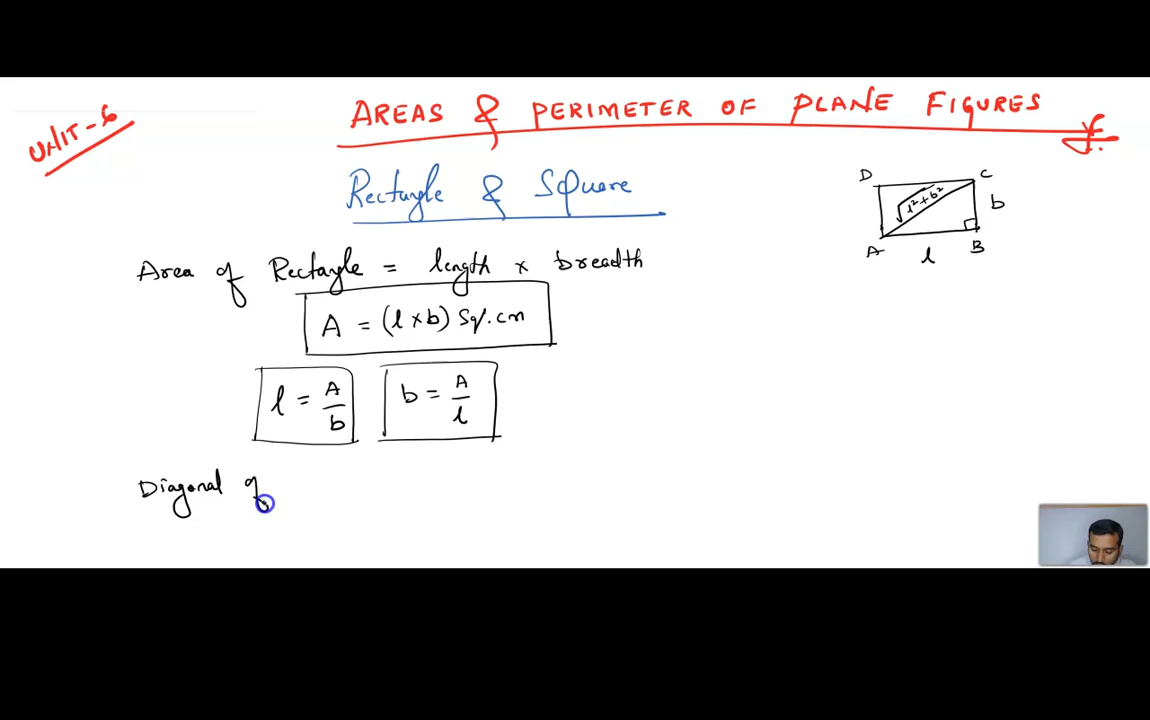 UNIT-6
AREAS & PERIMETER OF PLANE FIGURES
Rectangle & Square
D C
√l²+b² b
A l B
Area of Rectagle = length × breadth
A = (l×b) Sq.cm
l = A/b b = A/l
Diagonal of